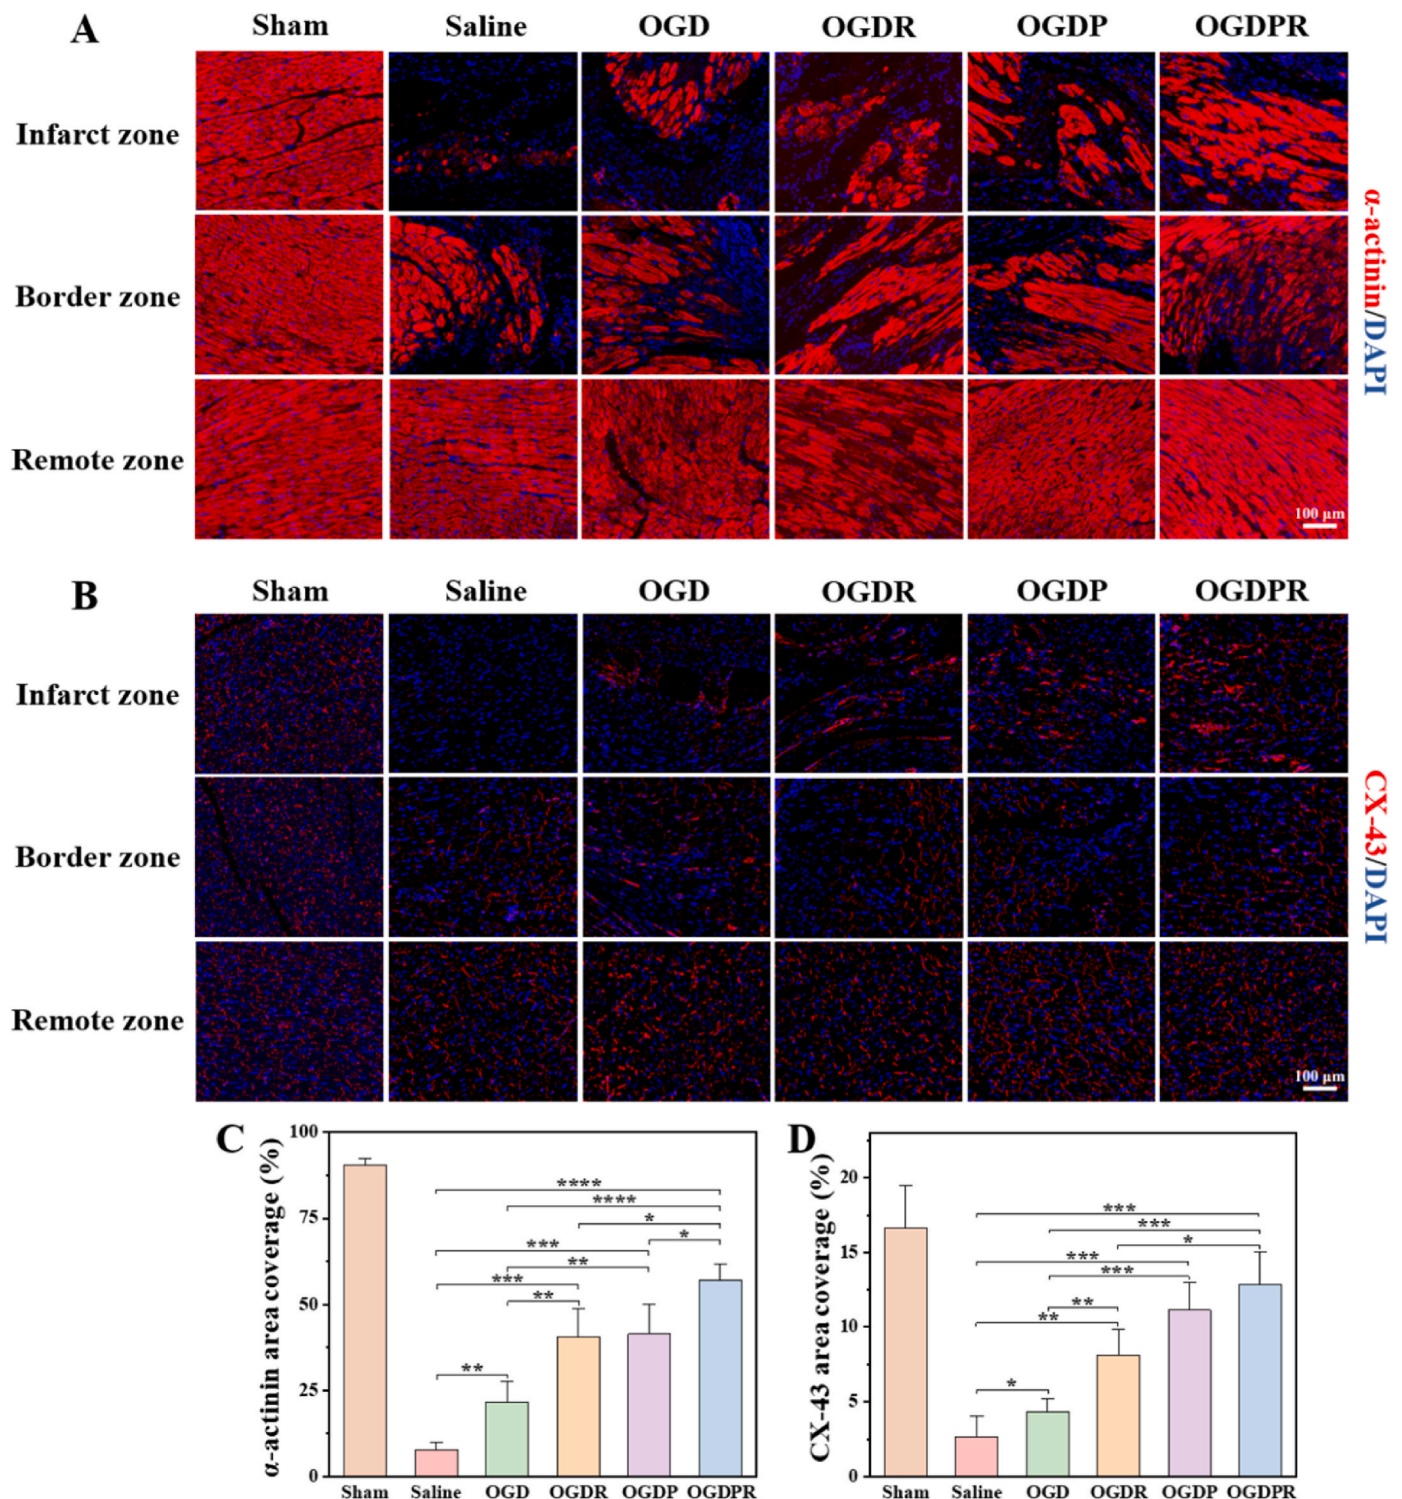 A
Sham Saline OGD OGDR OGDP OGDPR
Infarct zone
Border zone
Remote zone
α-actinin/DAPI
100 μm
B
Sham Saline OGD OGDR OGDP OGDPR
Infarct zone
Border zone
Remote zone
CX-43/DAPI
100 μm
C
α-actinin area coverage (%)
100
75
50
25
0
****
****
*
*
***
**
***
**
**
Sham Saline OGD OGDR OGDP OGDPR
D
CX-43 area coverage (%)
20
15
10
5
0
***
***
*
***
***
**
**
*
Sham Saline OGD OGDR OGDP OGDPR